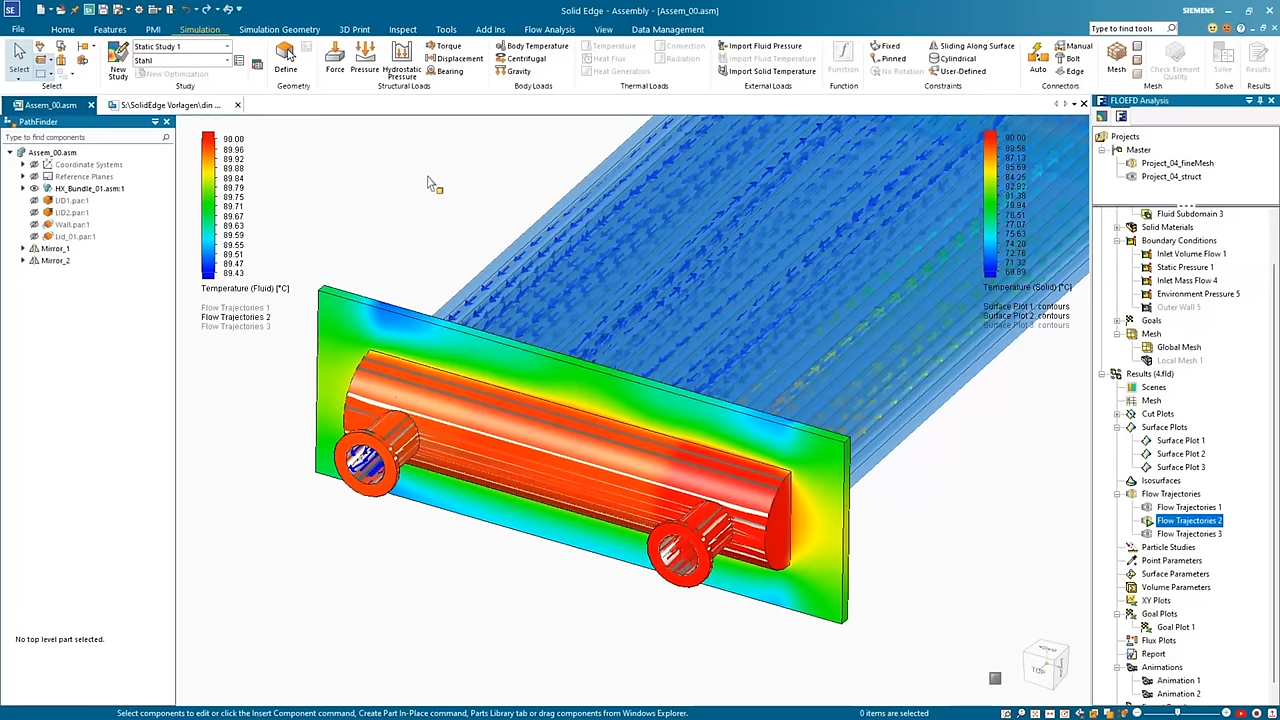 SE
Solid Edge - Assembly - [Assem_00.asm]
SIEMENS
File Home Features PMI Simulation Simulation Geometry 3D Print Inspect Tools Add Ins Flow Analysis View Data Management
Type to find tools
Select
Select
New Study
Static Study 1
Stahl
New Optimization
Study
Define
Geometry
Force
Pressure
Hydrostatic Pressure
Torque
Displacement
Bearing
Structural Loads
Body Temperature
Centrifugal
Gravity
Body Loads
Temperature
Heat Flux
Heat Generation
Convection
Radiation
Thermal Loads
Import Fluid Pressure
Import Fluid Temperature
Import Solid Temperature
External Loads
Function
Function
Fixed
Pinned
No Rotation
Sliding Along Surface
Cylindrical
User-Defined
Constraints
Auto
Manual
Bolt
Edge
Connectors
Mesh
Check Element Quality
Mesh
Solve
Solve
Results
Results
Assem_00.asm
S:\SolidEdge Vorlagen\din ...
PathFinder
Type to find components
Assem_00.asm
Coordinate Systems
Reference Planes
HX_Bundle_01.asm:1
LID1.par:1
LID2.par:1
Wall.par:1
Lid_01.par:1
Mirror_1
Mirror_2
No top level part selected.
90.00
89.96
89.92
89.88
89.84
89.79
89.75
89.71
89.67
89.63
89.59
89.55
89.51
89.47
89.43
Temperature (Fluid) [°C]
Flow Trajectories 1
Flow Trajectories 2
Flow Trajectories 3
90.00
88.56
87.13
85.69
84.25
82.82
81.38
79.94
78.51
77.07
75.63
74.20
72.76
71.32
69.89
Temperature (Solid) [°C]
Surface Plot 1: contours
Surface Plot 2: contours
Surface Plot 3: contours
TOP
FLOEFD Analysis
Projects
Master
Project_04_fineMesh
Project_04_struct
Fluid Subdomain 3
Solid Materials
Boundary Conditions
Inlet Volume Flow 1
Static Pressure 1
Inlet Mass Flow 4
Environment Pressure 5
Outer Wall 5
Goals
Mesh
Global Mesh
Local Mesh 1
Results (4.fld)
Scenes
Mesh
Cut Plots
Surface Plots
Surface Plot 1
Surface Plot 2
Surface Plot 3
Isosurfaces
Flow Trajectories
Flow Trajectories 1
Flow Trajectories 2
Flow Trajectories 3
Particle Studies
Point Parameters
Surface Parameters
Volume Parameters
XY Plots
Goal Plots
Goal Plot 1
Flux Plots
Report
Animations
Animation 1
Animation 2
Select components to edit or click the Insert Component command, Create Part In-Place command, Parts Library tab or drag components from Windows Explorer.
0 items are selected